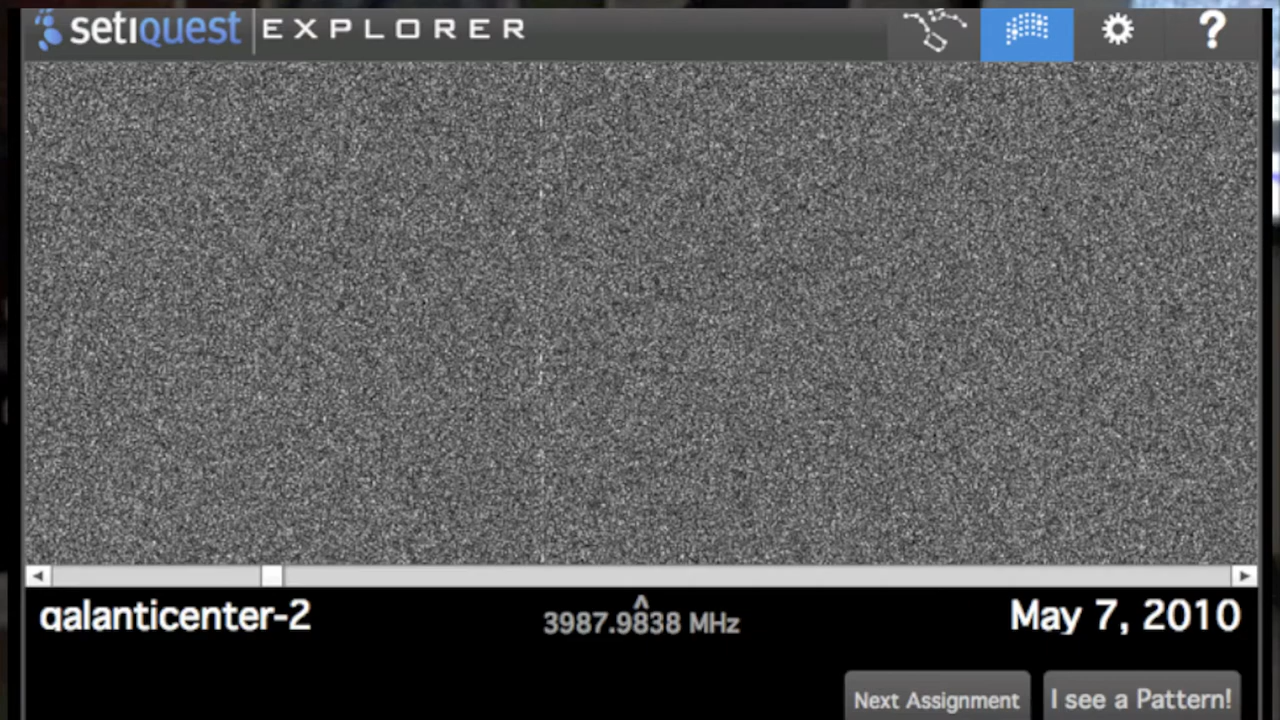 setiquest EXPLORER
?
galanticenter-2
3987.9838 MHz
May 7, 2010
Next Assignment
I see a Pattern!